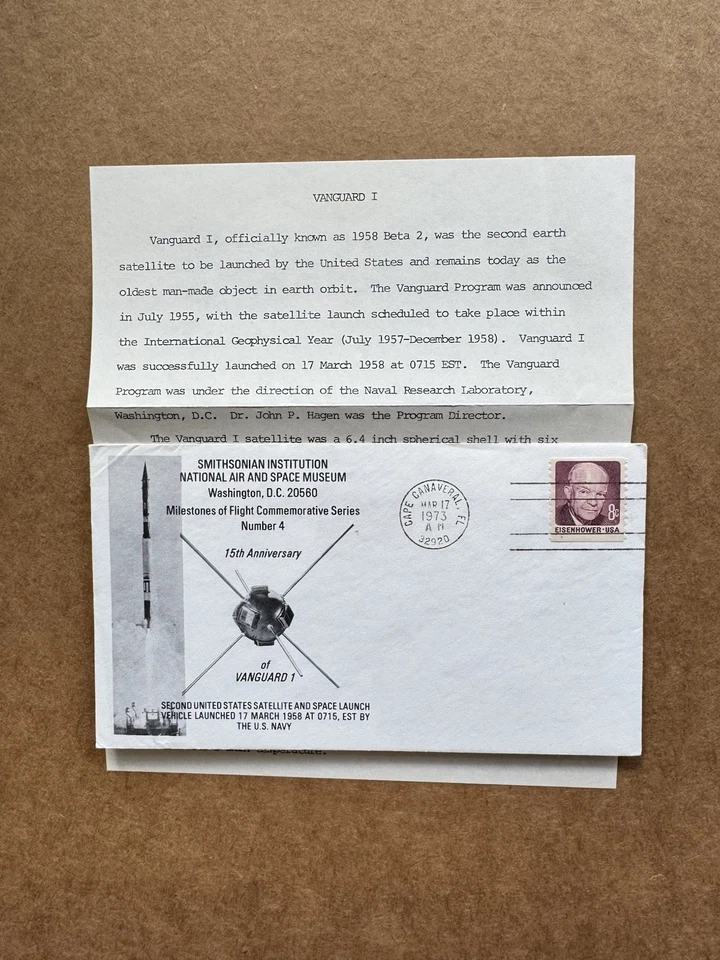 VANGUARD I
Vanguard I, officially known as 1958 Beta 2, was the second earth
satellite to be launched by the United States and remains today as the
oldest man-made object in earth orbit. The Vanguard Program was announced
in July 1955, with the satellite launch scheduled to take place within
the International Geophysical Year (July 1957-December 1958). Vanguard I
was successfully launched on 17 March 1958 at 0715 EST. The Vanguard
Program was under the direction of the Naval Research Laboratory,
Washington, D.C. Dr. John P. Hagen was the Program Director.
The Vanguard I satellite was a 6.4 inch spherical shell with six
SMITHSONIAN INSTITUTION
NATIONAL AIR AND SPACE MUSEUM
Washington, D.C. 20560
Milestones of Flight Commemorative Series
Number 4
15th Anniversary
of
VANGUARD 1
SECOND UNITED STATES SATELLITE AND SPACE LAUNCH
VEHICLE LAUNCHED 17 MARCH 1958 AT 0715, EST BY
THE U.S. NAVY
CAPE CANAVERAL, FL
MAR 17
1973
AM
32920
8c
EISENHOWER·USA
temperature.